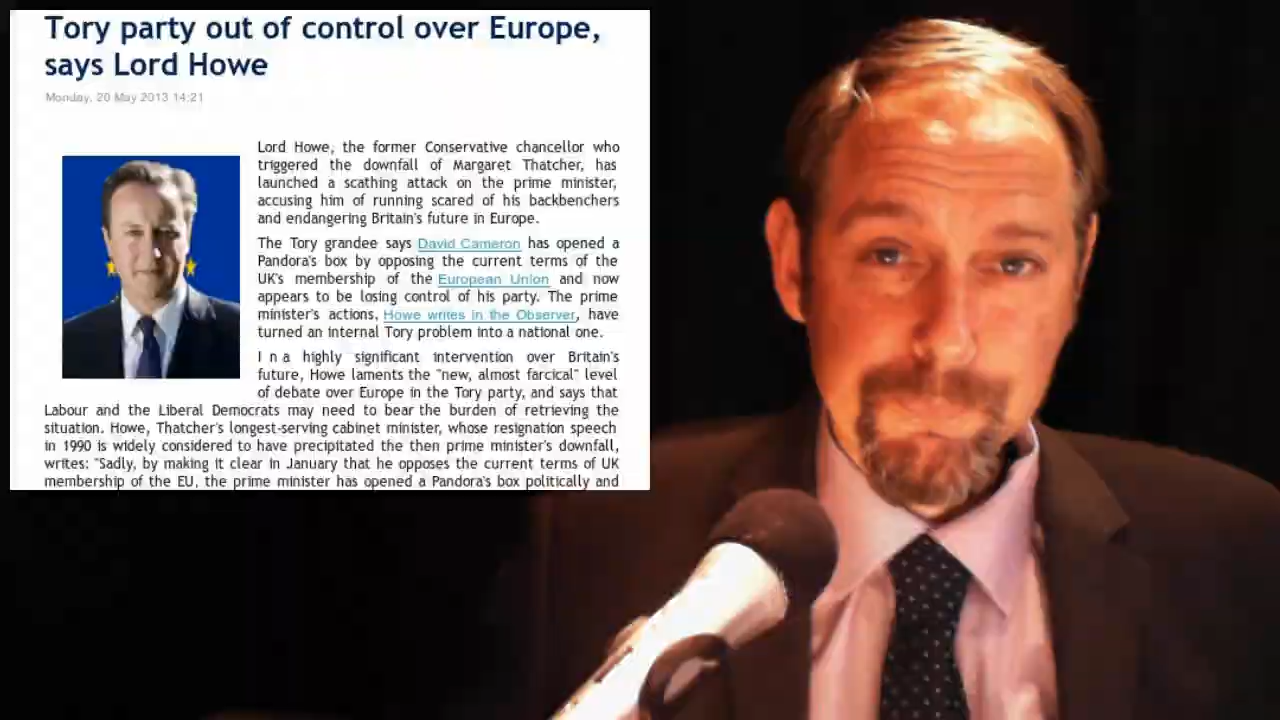 Tory party out of control over Europe,
says Lord Howe
Monday, 20 May 2013 14:21
Lord Howe, the former Conservative chancellor who
triggered the downfall of Margaret Thatcher, has
launched a scathing attack on the prime minister,
accusing him of running scared of his backbenchers
and endangering Britain's future in Europe.
The Tory grandee says David Cameron has opened a
Pandora's box by opposing the current terms of the
UK's membership of the European Union and now
appears to be losing control of his party. The prime
minister's actions, Howe writes in the Observer, have
turned an internal Tory problem into a national one.
I n a highly significant intervention over Britain's
future, Howe laments the "new, almost farcical" level
of debate over Europe in the Tory party, and says that
Labour and the Liberal Democrats may need to bear the burden of retrieving the
situation. Howe, Thatcher's longest-serving cabinet minister, whose resignation speech
in 1990 is widely considered to have precipitated the then prime minister's downfall,
writes: "Sadly, by making it clear in January that he opposes the current terms of UK
membership of the EU, the prime minister has opened a Pandora's box politically and